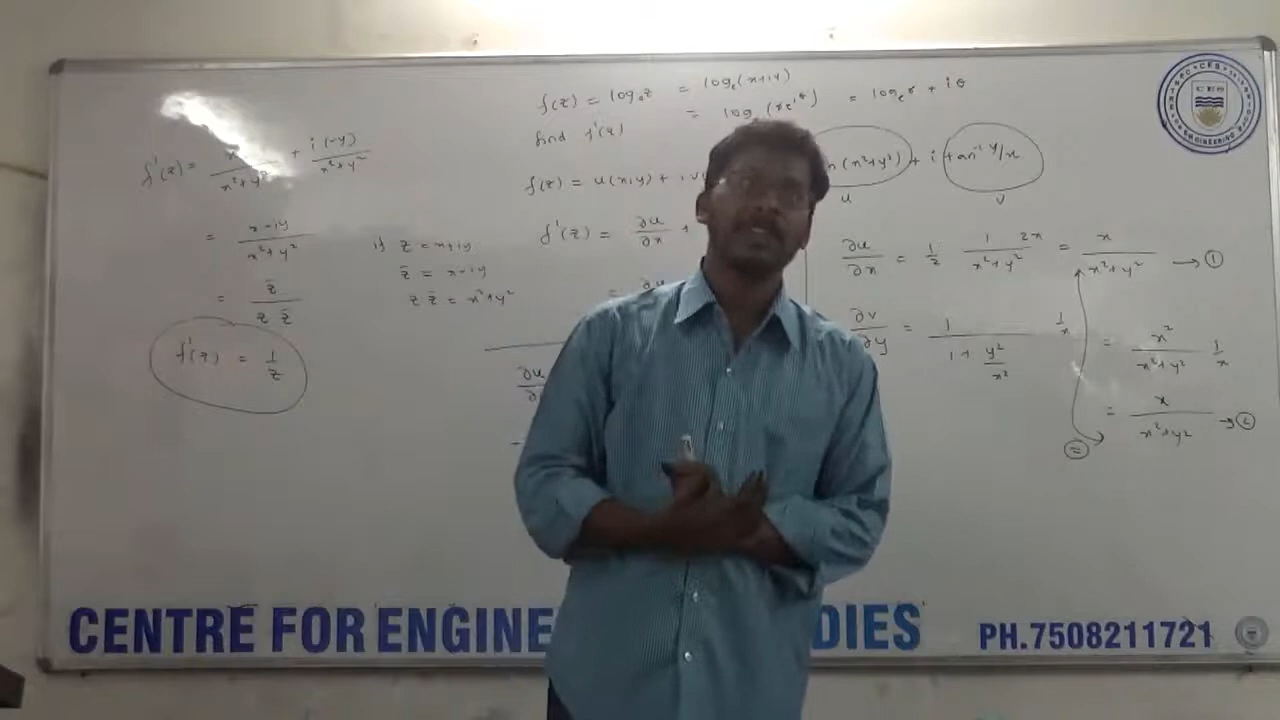 f(z) = log_e z = log_e (x+iy)
= log_e (re^{iθ}) = log_e r + iθ
find f'(z)
f(z) = u(x,y) + i
(x²+y²) + i tan⁻¹ y/x
u
v
f'(z) = ∂u/∂x +
∂u/∂x = 1/2 1/(x²+y²) 2x = x/(x²+y²) → ①
∂v/∂y = 1/(1 + y²/x²) 1/x = x²/(x²+y²) 1/x
= x/(x²+y²) → ②
=
f'(z) = x/(x²+y²) + i (-y)/(x²+y²)
= (x-iy)/(x²+y²)
= z̄/(z z̄)
f'(z) = 1/z
if z = x+iy
z̄ = x-iy
z z̄ = x²+y²
CES
CENTRE FOR ENGINE DIES PH.7508211721